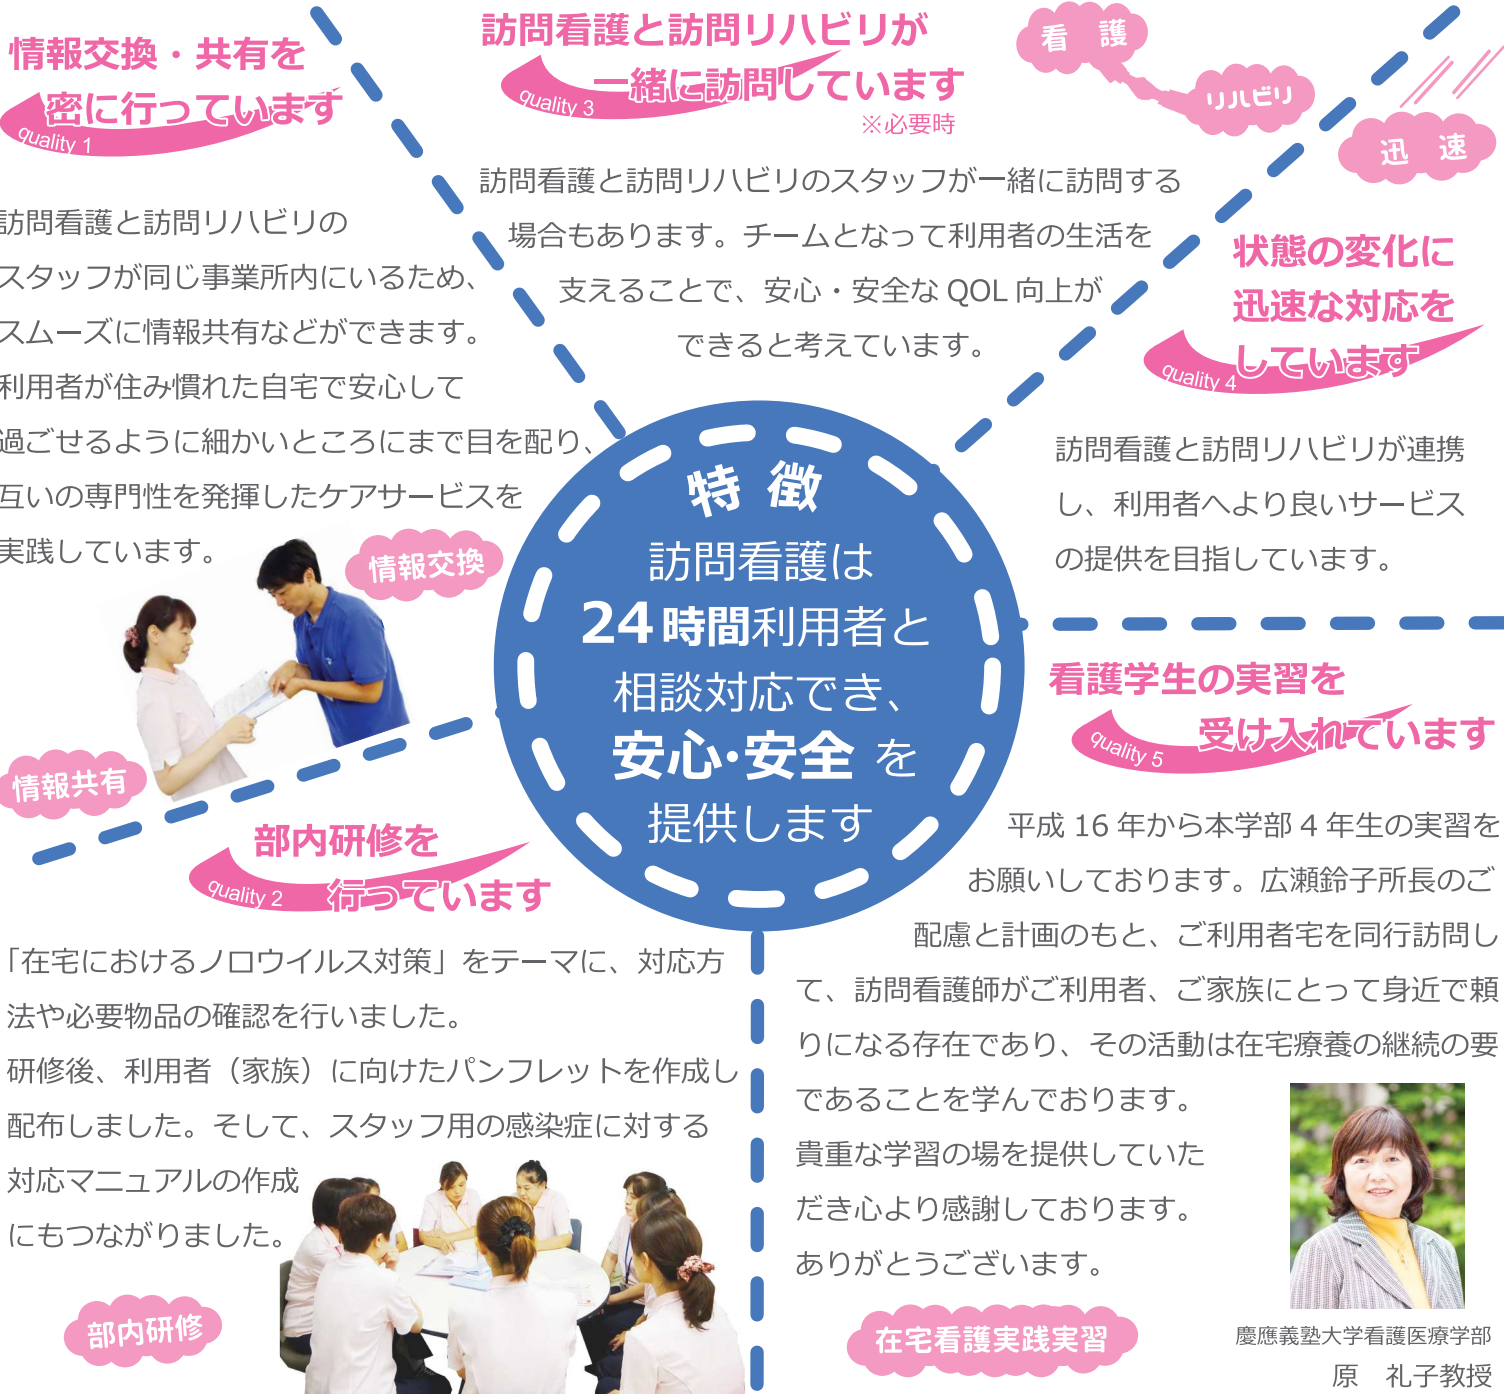 情報交換・共有を
密に行っています
quality 1
訪問看護と訪問リハビリの
スタッフが同じ事業所内にいるため、
スムーズに情報共有などができます。
利用者が住み慣れた自宅で安心して
過ごせるように細かいところにまで目を配り、
互いの専門性を発揮したケアサービスを
実践しています。
情報交換
情報共有
部内研修を
行っています
quality 2
「在宅におけるノロウイルス対策」をテーマに、対応方
法や必要物品の確認を行いました。
研修後、利用者（家族）に向けたパンフレットを作成し
配布しました。そして、スタッフ用の感染症に対する
対応マニュアルの作成
にもつながりました。
部内研修
訪問看護と訪問リハビリが
一緒に訪問しています
quality 3
※必要時
看 護
リハビリ
訪問看護と訪問リハビリのスタッフが一緒に訪問する
場合もあります。チームとなって利用者の生活を
支えることで、安心・安全な QOL 向上が
できると考えています。
特 徴
訪問看護は
24 時間利用者と
相談対応でき、
安心・安全 を
提供します
迅 速
状態の変化に
迅速な対応を
しています
quality 4
訪問看護と訪問リハビリが連携
し、利用者へより良いサービス
の提供を目指しています。
看護学生の実習を
受け入れています
quality 5
平成 16 年から本学部 4 年生の実習を
お願いしております。広瀬鈴子所長のご
配慮と計画のもと、ご利用者宅を同行訪問し
て、訪問看護師がご利用者、ご家族にとって身近で頼
りになる存在であり、その活動は在宅療養の継続の要
であることを学んでおります。
貴重な学習の場を提供していた
だき心より感謝しております。
ありがとうございます。
在宅看護実践実習
慶應義塾大学看護医療学部
原 礼子教授